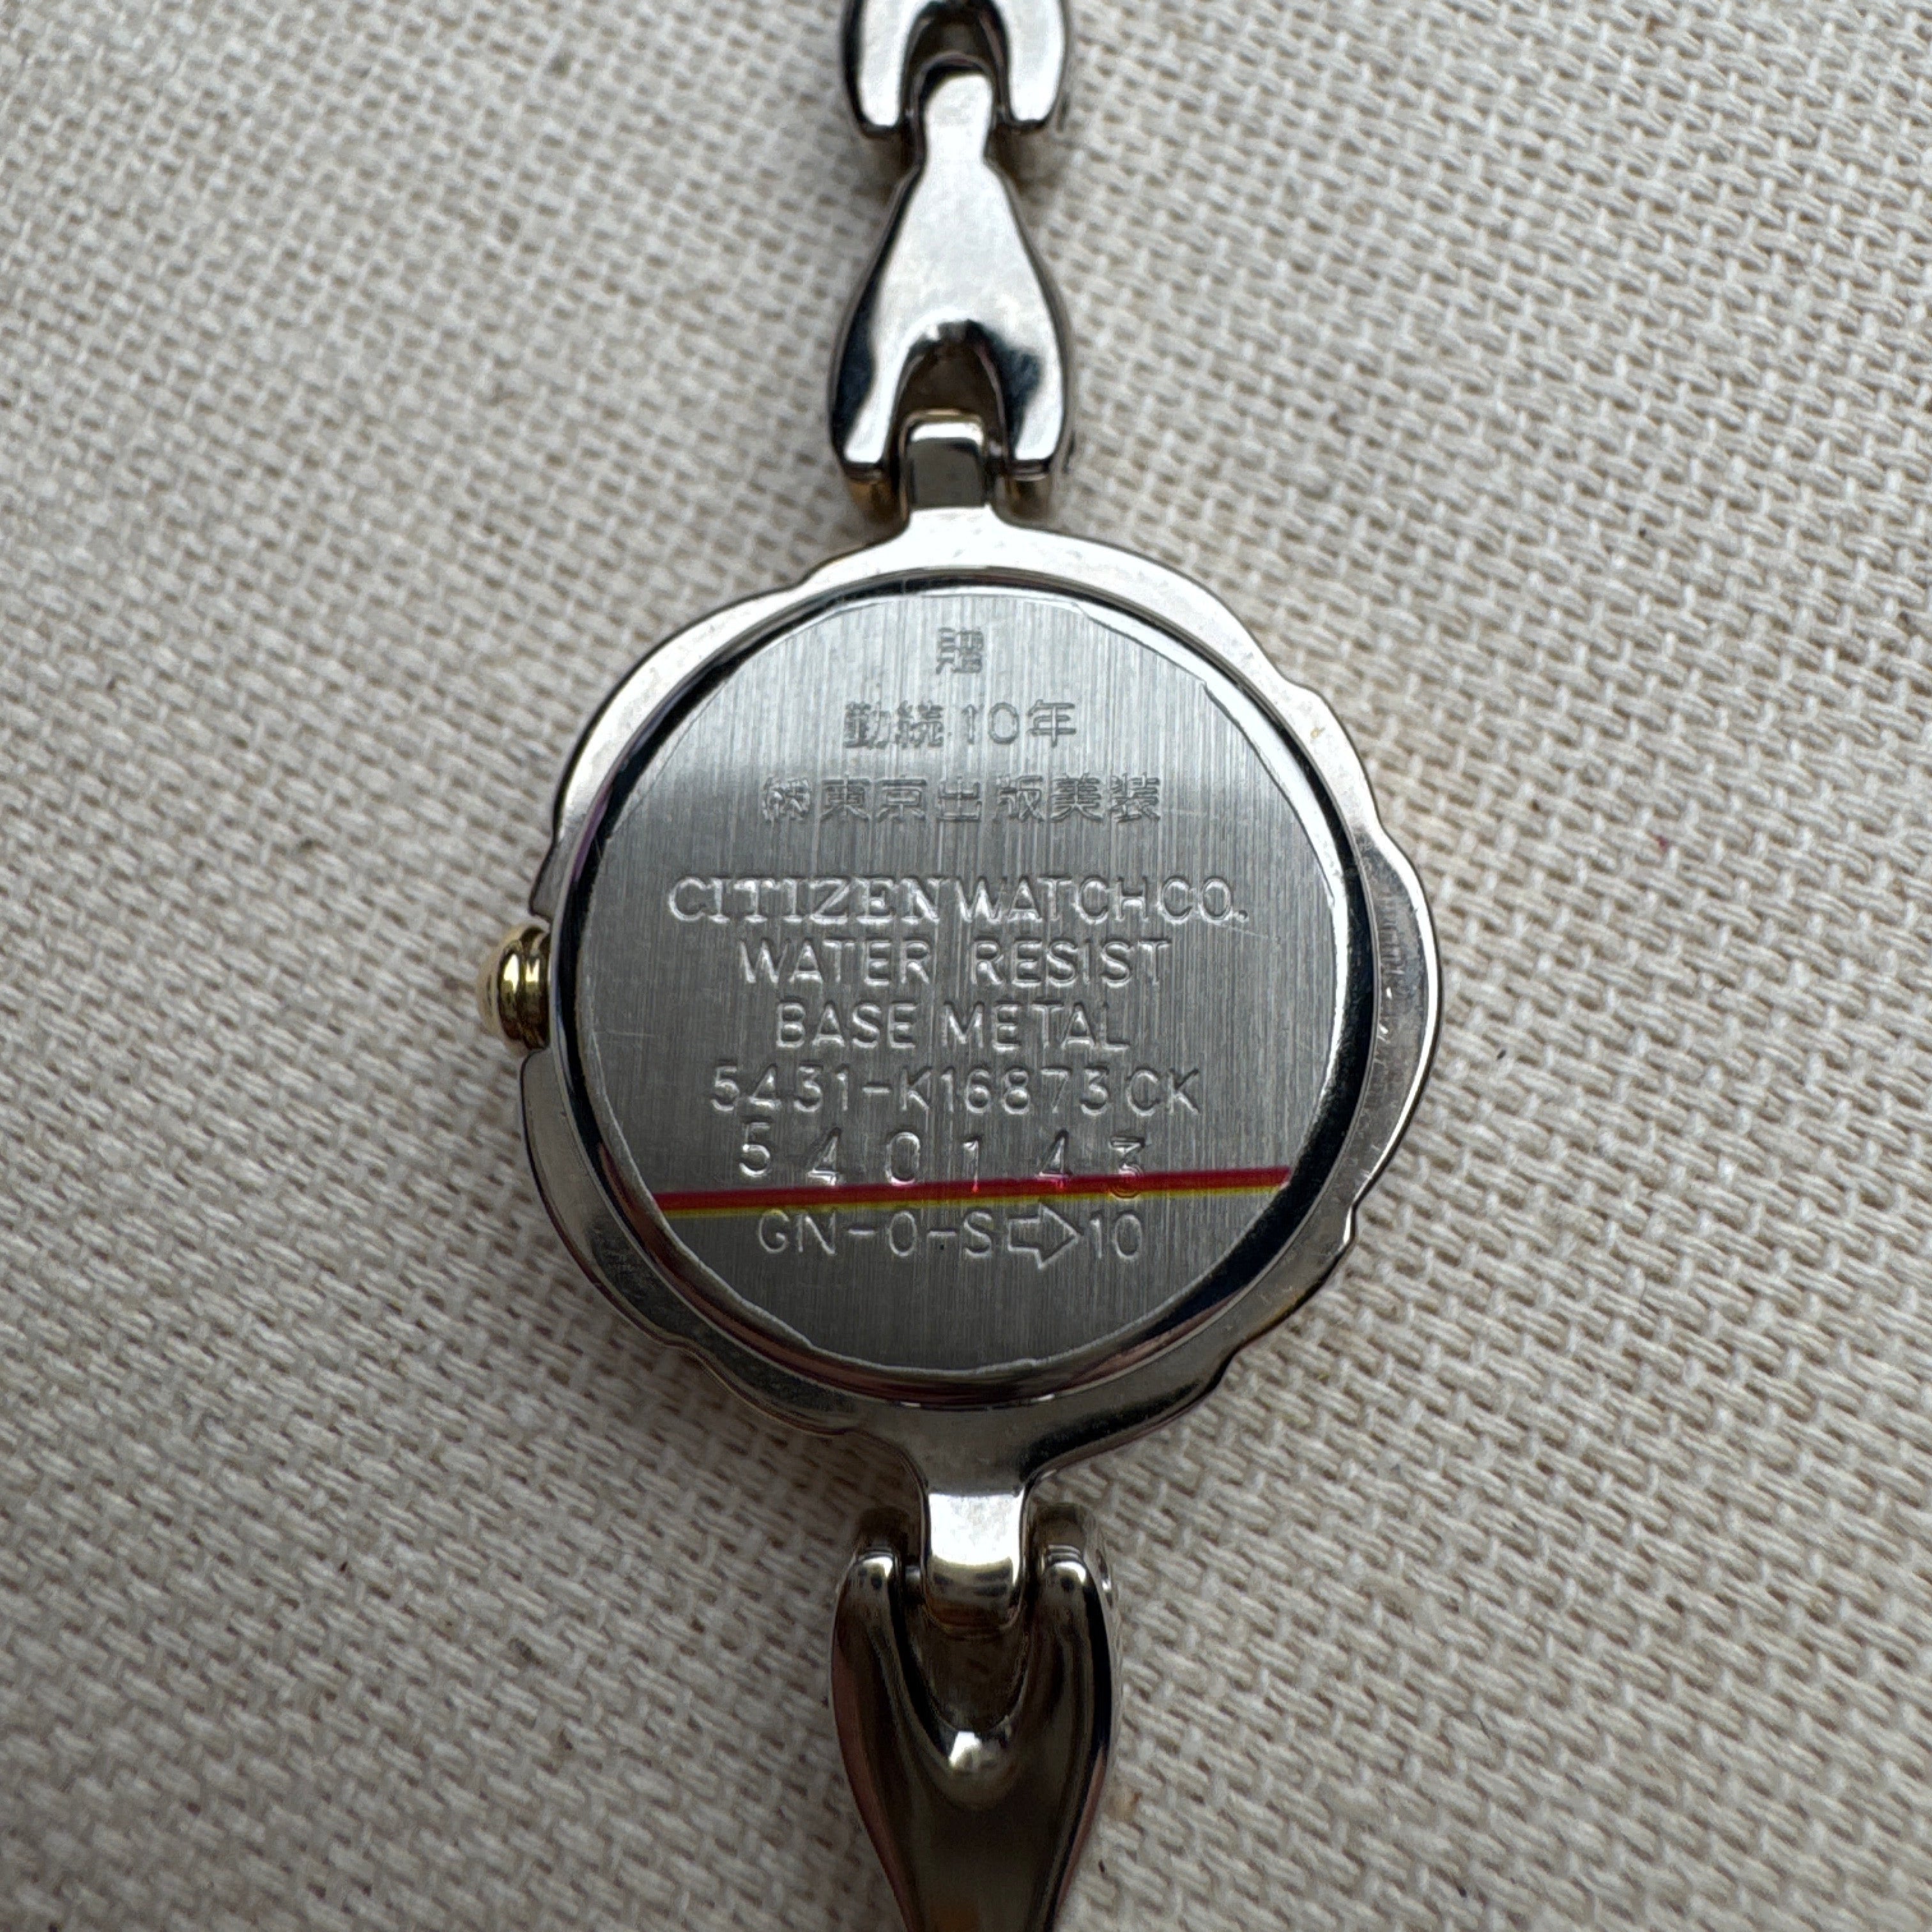 贈
勤続10年
㈱東京出版美装
CITIZEN WATCH CO.
WATER RESIST
BASE METAL
5431-K16873 CK
540143
GN-0-S⇨10